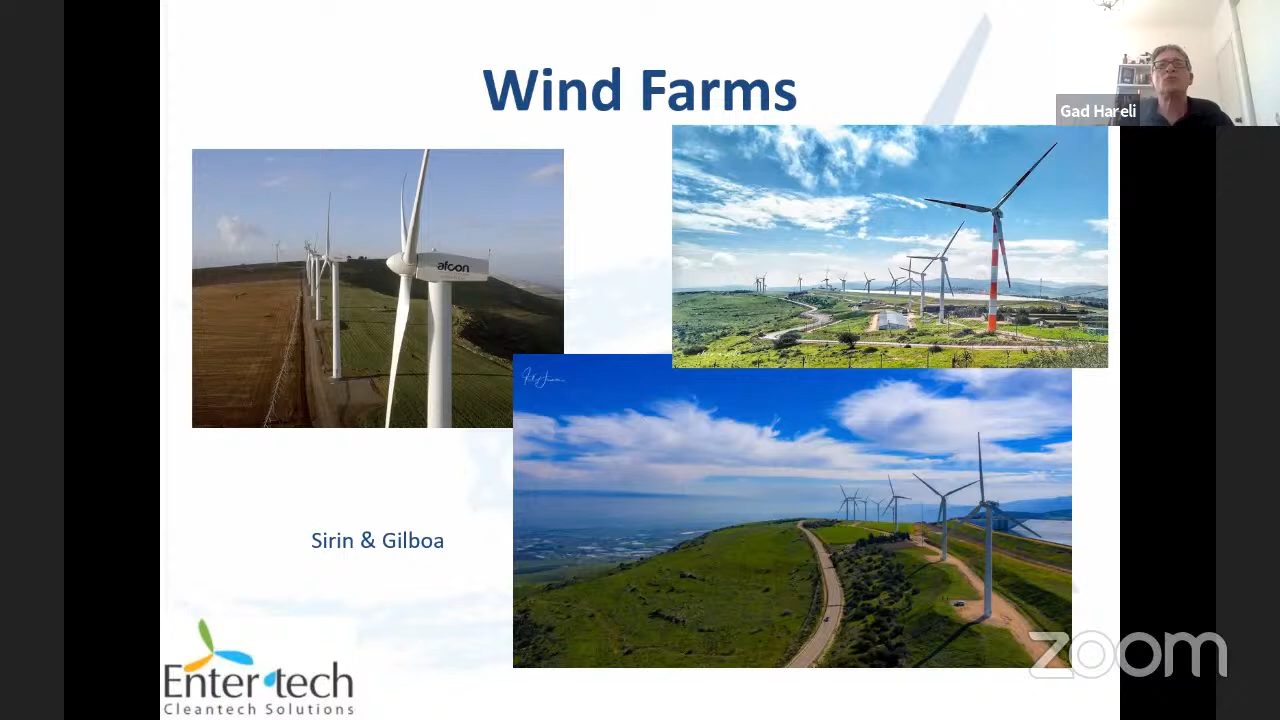 Wind Farms
Gad Hareli
afcon
Sirin & Gilboa
Enter tech
Cleantech Solutions
zoom